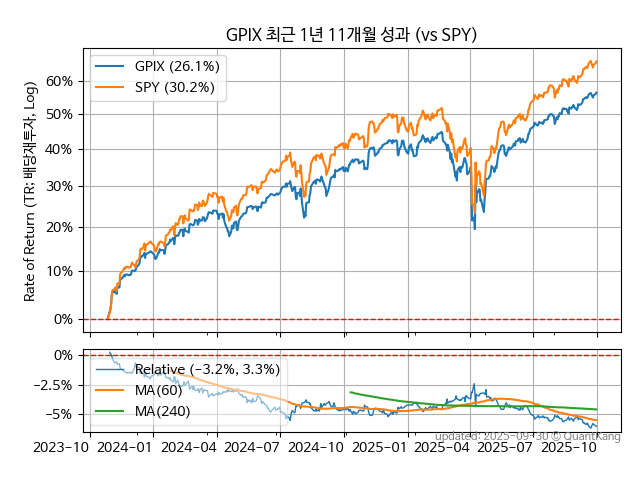 GPIX 최근 1년 11개월 성과 (vs SPY)
Rate of Return (TR: 배당재투자, Log)
GPIX (26.1%)
SPY (30.2%)
60%
50%
40%
30%
20%
10%
0%
Relative (−3.2%, 3.3%)
MA(60)
MA(240)
0%
−2.5%
−5%
2023-10 2024-01 2024-04 2024-07 2024-10 2025-01 2025-04 2025-07 2025-10
updated: 2025-09-30 © QuantKang